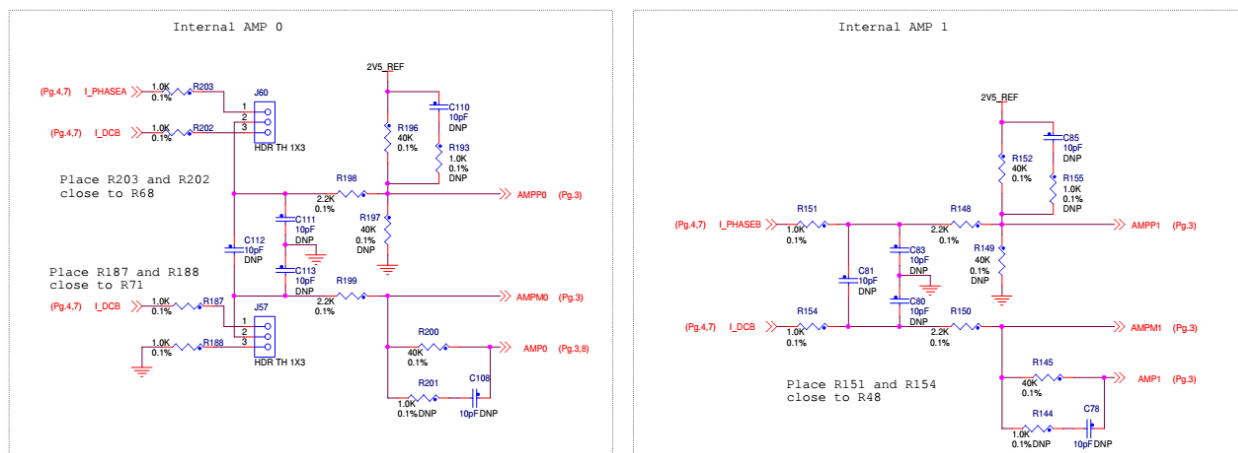 Internal AMP 0
2V5_REF
(Pg.4,7) I_PHASEA
1.0K
0.1%
R203
J60
1
2
3
HDR TH 1X3
(Pg.4,7) I_DCB
1.0K
0.1%
R202
Place R203 and R202
close to R68
R196
40K
0.1%
C110
10pF
DNP
R193
1.0K
0.1%
DNP
R198
2.2K
0.1%
AMPP0 (Pg.3)
R197
40K
0.1%
DNP
C111
10pF
DNP
C112
10pF
DNP
C113
10pF
DNP
Place R187 and R188
close to R71
(Pg.4,7) I_DCB
1.0K
0.1%
R187
J57
1
2
3
HDR TH 1X3
1.0K
0.1%
R188
R199
2.2K
0.1%
AMPM0 (Pg.3)
R200
40K
0.1%
AMP0 (Pg.3,8)
R201
1.0K
0.1%DNP
C108
10pFDNP
Internal AMP 1
2V5_REF
R152
40K
0.1%
C85
10pF
DNP
R155
1.0K
0.1%
DNP
(Pg.4,7) I_PHASEB
R151
1.0K
0.1%
R148
2.2K
0.1%
AMPP1 (Pg.3)
R149
40K
0.1%
DNP
C83
10pF
DNP
C81
10pF
DNP
C80
10pF
DNP
(Pg.4,7) I_DCB
R154
1.0K
0.1%
R150
2.2K
0.1%
AMPM1 (Pg.3)
R145
40K
0.1%
AMP1 (Pg.3)
R144
1.0K
0.1%DNP
C78
10pFDNP
Place R151 and R154
close to R48